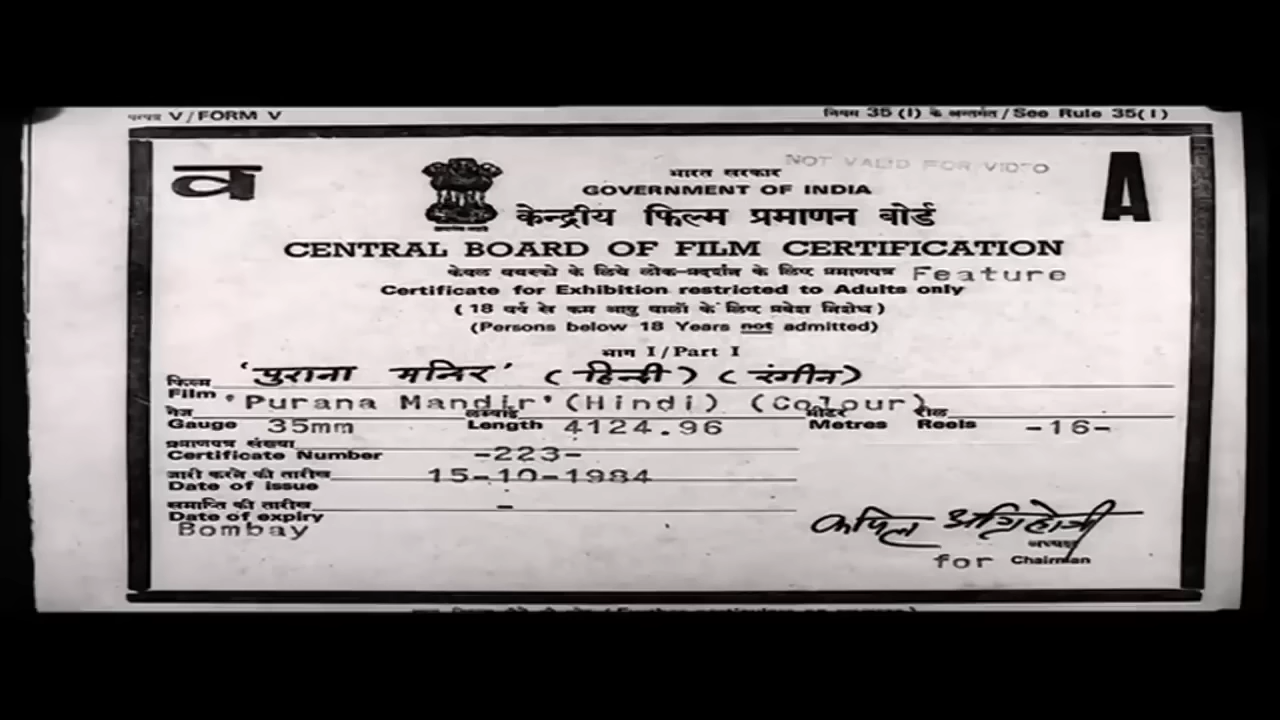 प्रपत्र V / FORM V
नियम 35 (I) के अन्तर्गत / See Rule 35( I )
व
A
NOT VALID FOR VIDEO
भारत सरकार
GOVERNMENT OF INDIA
केन्द्रीय फिल्म प्रमाणन बोर्ड
CENTRAL BOARD OF FILM CERTIFICATION
केवल वयस्को के लिये लोक-प्रदर्शन के लिए प्रमाणपत्र Feature
Certificate for Exhibition restricted to Adults only
( 18 वर्ष से कम आयु वालों के लिए प्रवेश निशेध )
(Persons below 18 Years not admitted)
भाग I / Part I
फिल्म 'पुराना मन्दिर' ( हिन्दी ) ( रंगीन )
Film 'Purana Mandir' (Hindi) (Colour)
गेज लम्बाई मीटर रील
Gauge 35mm Length 4124.96 Metres Reels -16-
प्रमाणपत्र संख्या
Certificate Number -223-
जारी करने की तारीख
Date of issue 15-10-1984
समाप्ति की तारीख
Date of expiry -
Bombay
कपिल अग्निहोत्री
अध्यक्ष
for Chairman